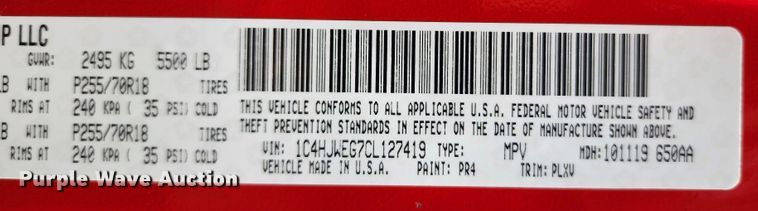 P LLC
GVWR: 2495 KG 5500 LB
LB WITH P255/70R18 TIRES
RIMS AT 240 KPA ( 35 PSI) COLD
LB WITH P255/70R18 TIRES
RIMS AT 240 KPA ( 35 PSI) COLD
THIS VEHICLE CONFORMS TO ALL APPLICABLE U.S.A. FEDERAL MOTOR VEHICLE SAFETY AND
THEFT PREVENTION STANDARDS IN EFFECT ON THE DATE OF MANUFACTURE SHOWN ABOVE.
VIN: 1C4HJWEG7CL127419 TYPE: MPV MDH:101119 650AA
VEHICLE MADE IN U.S.A. PAINT: PR4 TRIM: PLXV
Purple Wave Auction